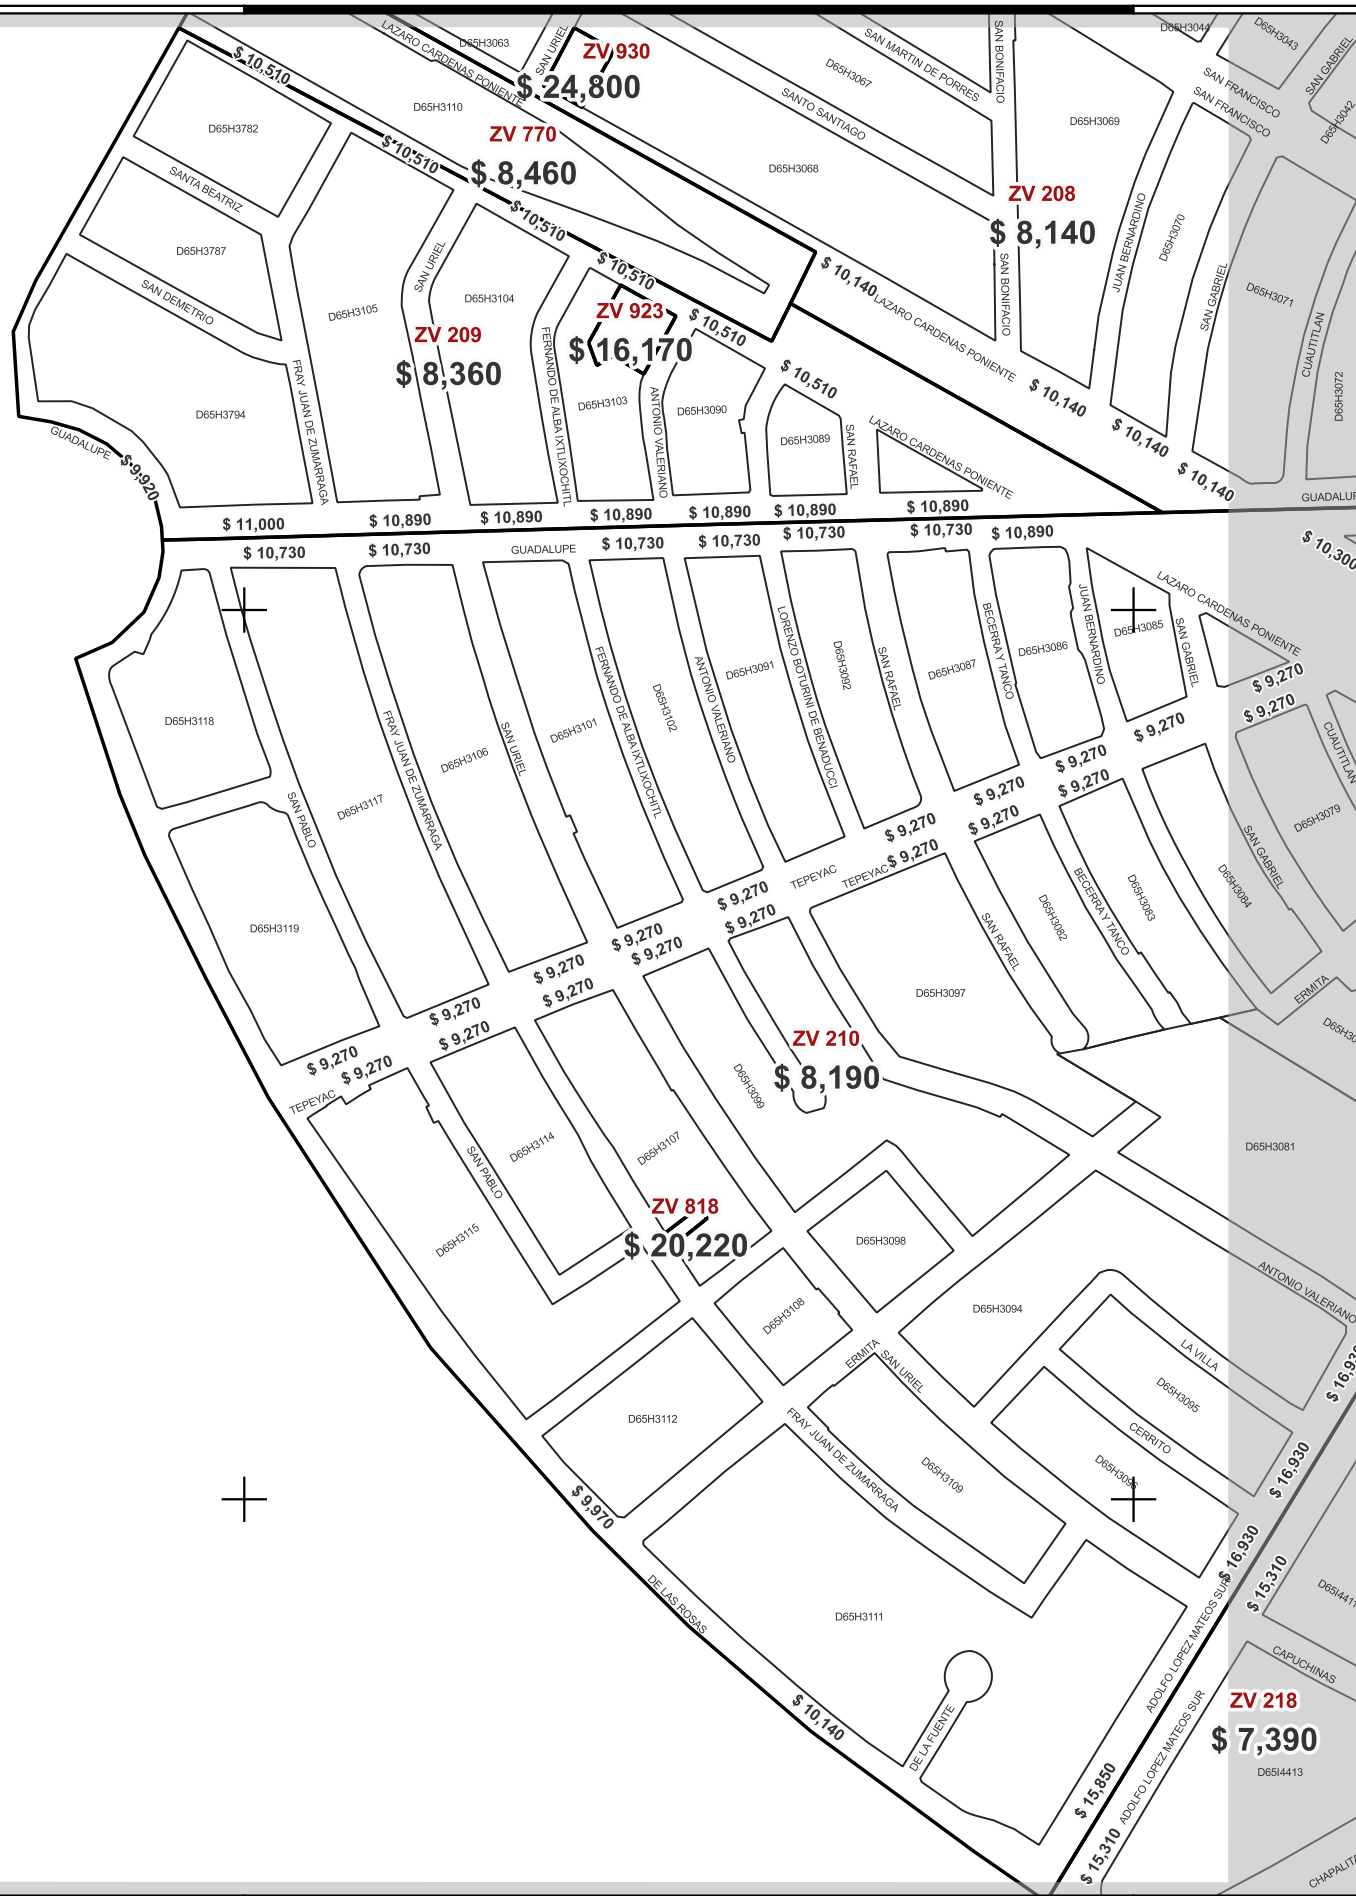 D65H3063
LAZARO CARDENAS PONIENTE
SAN URIEL
ZV 930
$ 24,800
D65H3110
ZV 770
$ 8,460
$ 10,510
$ 10,510
$ 10,510
$ 10,510
$ 10,510
$ 10,510
D65H3044
D65H3043
SAN GABRIEL
D65H3042
SAN FRANCISCO
SAN FRANCISCO
SAN BONIFACIO
SAN MARTIN DE PORRES
D65H3067
SANTO SANTIAGO
D65H3068
D65H3069
ZV 208
$ 8,140
SAN BONIFACIO
JUAN BERNARDINO
D65H3070
SAN GABRIEL
D65H3071
CUAUTITLAN
D65H3072
D65H3782
SANTA BEATRIZ
D65H3787
SAN DEMETRIO
D65H3794
GUADALUPE
$ 9,920
FRAY JUAN DE ZUMARRAGA
D65H3105
SAN URIEL
D65H3104
ZV 209
$ 8,360
FERNANDO DE ALBA IXTLIXOCHITL
ZV 923
$ 16,170
D65H3103
ANTONIO VALERIANO
D65H3090
D65H3089
SAN RAFAEL
LAZARO CARDENAS PONIENTE
$ 10,140
LAZARO CARDENAS PONIENTE
$ 10,140
$ 10,140
$ 10,140
GUADALUP
$ 10,300
$ 11,000
$ 10,890
$ 10,890
$ 10,890
$ 10,890
$ 10,890
$ 10,890
$ 10,730
$ 10,730
GUADALUPE
$ 10,730
$ 10,730
$ 10,730
$ 10,730
$ 10,890
LAZARO CARDENAS PONIENTE
D65H3118
SAN PABLO
D65H3117
FRAY JUAN DE ZUMARRAGA
D65H3106
SAN URIEL
D65H3101
FERNANDO DE ALBA IXTLIXOCHITL
D65H3102
ANTONIO VALERIANO
D65H3091
LORENZO BOTURINI DE BENADUCCI
D65H3092
SAN RAFAEL
D65H3087
BECERRA Y TANCO
D65H3086
JUAN BERNARDINO
D65H3085
SAN GABRIEL
$ 9,270
$ 9,270
$ 9,270
$ 9,270
$ 9,270
$ 9,270
$ 9,270
$ 9,270
$ 9,270
TEPEYAC
TEPEYAC
$ 9,270
$ 9,270
$ 9,270
$ 9,270
$ 9,270
$ 9,270
$ 9,270
$ 9,270
$ 9,270
$ 9,270
$ 9,270
TEPEYAC
CUAUTITLAN
D65H3079
SAN GABRIEL
D65H3084
D65H3083
BECERRA Y TANCO
D65H3082
SAN RAFAEL
D65H3097
ERMITA
D65H30
D65H3119
ZV 210
$ 8,190
D65H3099
D65H3107
D65H3114
SAN PABLO
D65H3115
ZV 818
$ 20,220
D65H3081
D65H3098
D65H3108
D65H3094
ANTONIO VALERIANO
LA VILLA
D65H3095
CERRITO
D65H3096
ERMITA
SAN URIEL
D65H3112
FRAY JUAN DE ZUMARRAGA
D65H3109
$ 9,970
DE LAS ROSAS
D65H3111
$ 10,140
DE LA FUENTE
$ 16,930
$ 16,930
$ 16,930
$ 15,310
ADOLFO LOPEZ MATEOS SUR
D65I4411
CAPUCHINAS
ZV 218
$ 7,390
D65I4413
ADOLFO LOPEZ MATEOS SUR
$ 15,850
$ 15,310
CHAPALITA